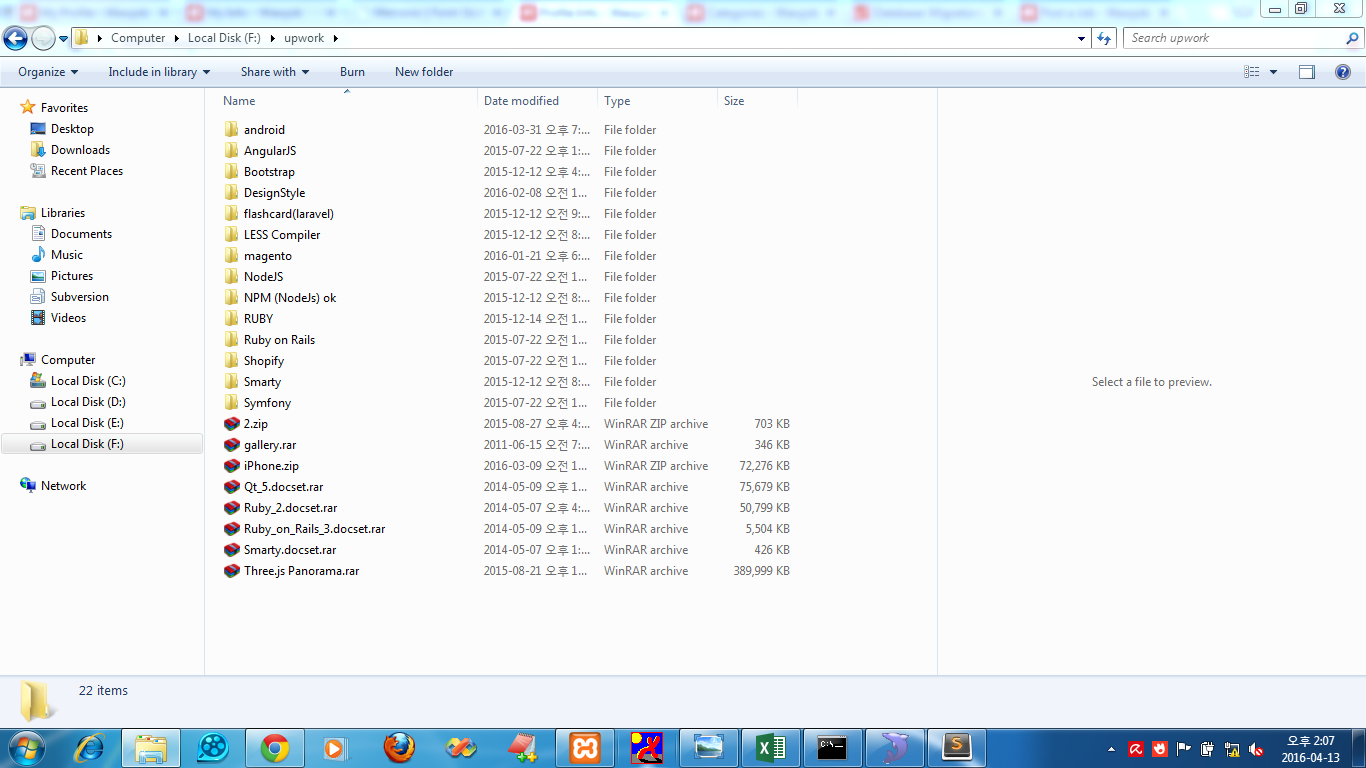 Computer Local Disk (F:) upwork Search upwork
Organize Include in library Share with Burn New folder
Favorites
Desktop
Downloads
Recent Places
Libraries
Documents
Music
Pictures
Subversion
Videos
Computer
Local Disk (C:)
Local Disk (D:)
Local Disk (E:)
Local Disk (F:)
Network
Name Date modified Type Size
android 2016-03-31 오후 7:... File folder
AngularJS 2015-07-22 오후 1:... File folder
Bootstrap 2015-12-12 오후 4:... File folder
DesignStyle 2016-02-08 오전 1... File folder
flashcard(laravel) 2015-12-12 오전 9:... File folder
LESS Compiler 2015-12-12 오전 8:... File folder
magento 2016-01-21 오후 6:... File folder
NodeJS 2015-07-22 오전 1... File folder
NPM (NodeJs) ok 2015-12-12 오전 8:... File folder
RUBY 2015-12-14 오전 1... File folder
Ruby on Rails 2015-07-22 오전 1... File folder
Shopify 2015-07-22 오전 1... File folder
Smarty 2015-12-12 오전 8:... File folder
Symfony 2015-07-22 오전 1... File folder
2.zip 2015-08-27 오후 4:... WinRAR ZIP archive 703 KB
gallery.rar 2011-06-15 오전 7:... WinRAR archive 346 KB
iPhone.zip 2016-03-09 오전 1... WinRAR ZIP archive 72,276 KB
Qt_5.docset.rar 2014-05-09 오후 1... WinRAR archive 75,679 KB
Ruby_2.docset.rar 2014-05-07 오후 4:... WinRAR archive 50,799 KB
Ruby_on_Rails_3.docset.rar 2014-05-09 오후 1... WinRAR archive 5,504 KB
Smarty.docset.rar 2014-05-07 오후 1:... WinRAR archive 426 KB
Three.js Panorama.rar 2015-08-21 오후 1... WinRAR archive 389,999 KB
Select a file to preview.
22 items
오후 2:07
2016-04-13